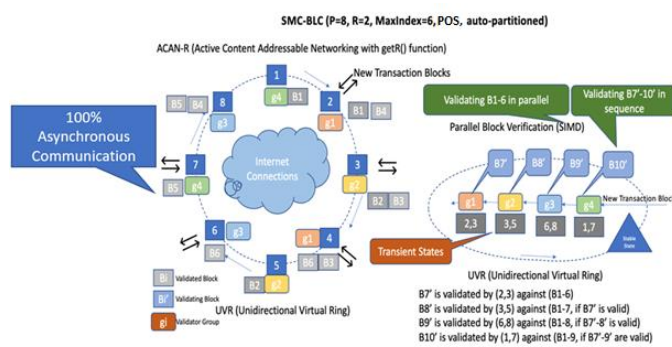 SMC-BLC (P=8, R=2, MaxIndex=6, POS, auto-partitioned)
ACAN-R (Active Content Addressable Networking with getR() function)
New Transaction Blocks
100%
Asynchronous
Communication
Internet
Connections
1
g4 B1
2
g1
B1 B4
3
g2
B2 B3
4
g1
B6 B3
5
B2 g2
6 g3
B6
7
B5 g4
8
B5 B4
g3
UVR (Unidirectional Virtual Ring)
Bi Validated Block
Bi' Validating Block
gi Validator Group
Validating B1-6 in parallel
Validating B7'-10' in sequence
Parallel Block Verification (SIMD)
B7' B8' B9' B10'
g1 g2 g3 g4
New Transaction Block
2,3 3,5 6,8 1,7
Transient States
Stable
State
UVR (Unidirectional Virtual Ring)
B7' is validated by (2,3) against (B1-6)
B8' is validated by (3,5) against (B1-7, if B7' is valid)
B9' is validated by (6,8) against (B1-8, if B7'-8' is valid)
B10' is validated by (1,7) against (B1-9, if B7'-9' are valid)